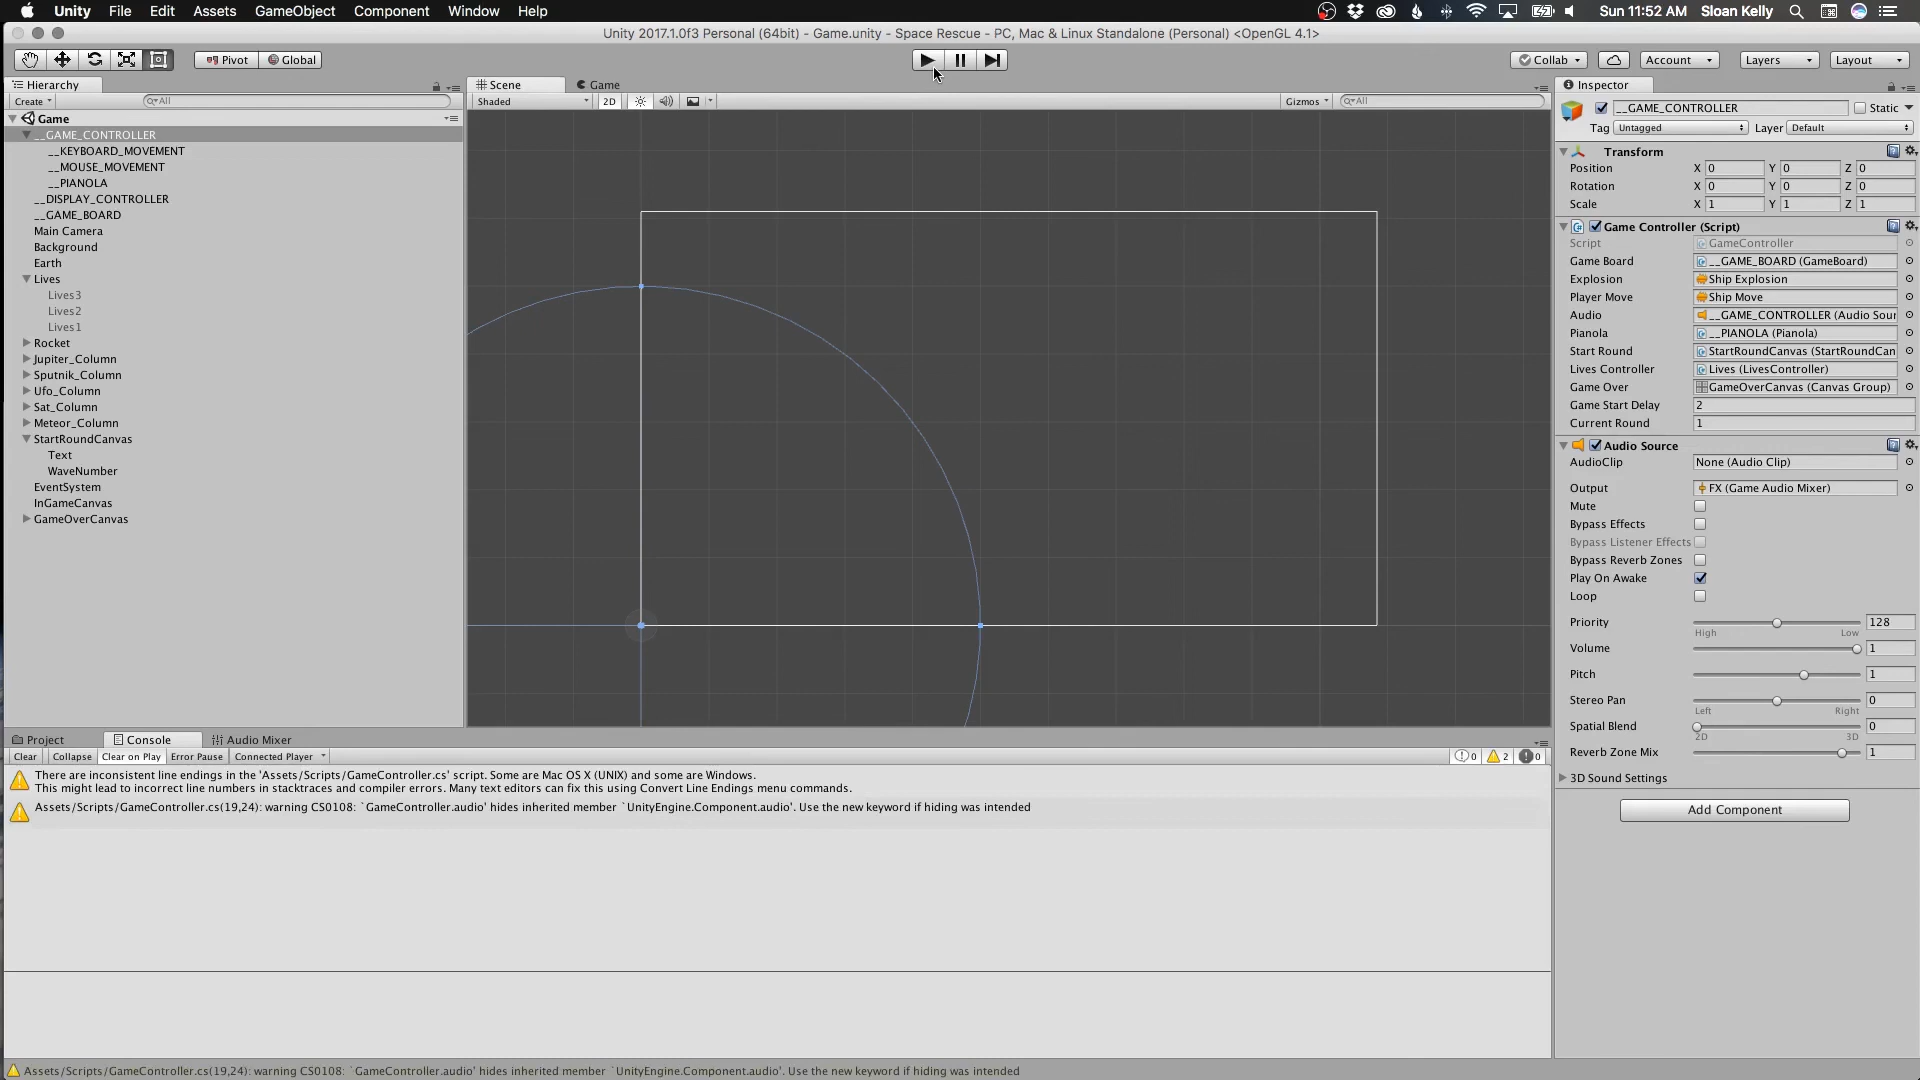 Unity File Edit Assets GameObject Component Window Help
Sun 11:52 AM Sloan Kelly
Unity 2017.1.0f3 Personal (64bit) - Game.unity - Space Rescue - PC, Mac & Linux Standalone (Personal) <OpenGL 4.1>
Pivot Global
Collab Account Layers Layout
Hierarchy
Create All
Game
__GAME_CONTROLLER
__KEYBOARD_MOVEMENT
__MOUSE_MOVEMENT
__PIANOLA
__DISPLAY_CONTROLLER
__GAME_BOARD
Main Camera
Background
Earth
Lives
Lives3
Lives2
Lives1
Rocket
Jupiter_Column
Sputnik_Column
Ufo_Column
Sat_Column
Meteor_Column
StartRoundCanvas
Text
WaveNumber
EventSystem
InGameCanvas
GameOverCanvas
Scene Game
Shaded 2D Gizmos All
Inspector
__GAME_CONTROLLER Static
Tag Untagged Layer Default
Transform
Position X 0 Y 0 Z 0
Rotation X 0 Y 0 Z 0
Scale X 1 Y 1 Z 1
Game Controller (Script)
Script GameController
Game Board __GAME_BOARD (GameBoard)
Explosion Ship Explosion
Player Move Ship Move
Audio __GAME_CONTROLLER (Audio Sour
Pianola __PIANOLA (Pianola)
Start Round StartRoundCanvas (StartRoundCan
Lives Controller Lives (LivesController)
Game Over GameOverCanvas (Canvas Group)
Game Start Delay 2
Current Round 1
Audio Source
AudioClip None (Audio Clip)
Output FX (Game Audio Mixer)
Mute
Bypass Effects
Bypass Listener Effects
Bypass Reverb Zones
Play On Awake
Loop
Priority 128
High Low
Volume 1
Pitch 1
Stereo Pan 0
Left Right
Spatial Blend 0
2D 3D
Reverb Zone Mix 1
3D Sound Settings
Add Component
Project Console Audio Mixer
Clear Collapse Clear on Play Error Pause Connected Player 0 2 0
There are inconsistent line endings in the 'Assets/Scripts/GameController.cs' script. Some are Mac OS X (UNIX) and some are Windows.
This might lead to incorrect line numbers in stacktraces and compiler errors. Many text editors can fix this using Convert Line Endings menu commands.
Assets/Scripts/GameController.cs(19,24): warning CS0108: `GameController.audio' hides inherited member `UnityEngine.Component.audio'. Use the new keyword if hiding was intended
Assets/Scripts/GameController.cs(19,24): warning CS0108: `GameController.audio' hides inherited member `UnityEngine.Component.audio'. Use the new keyword if hiding was intended